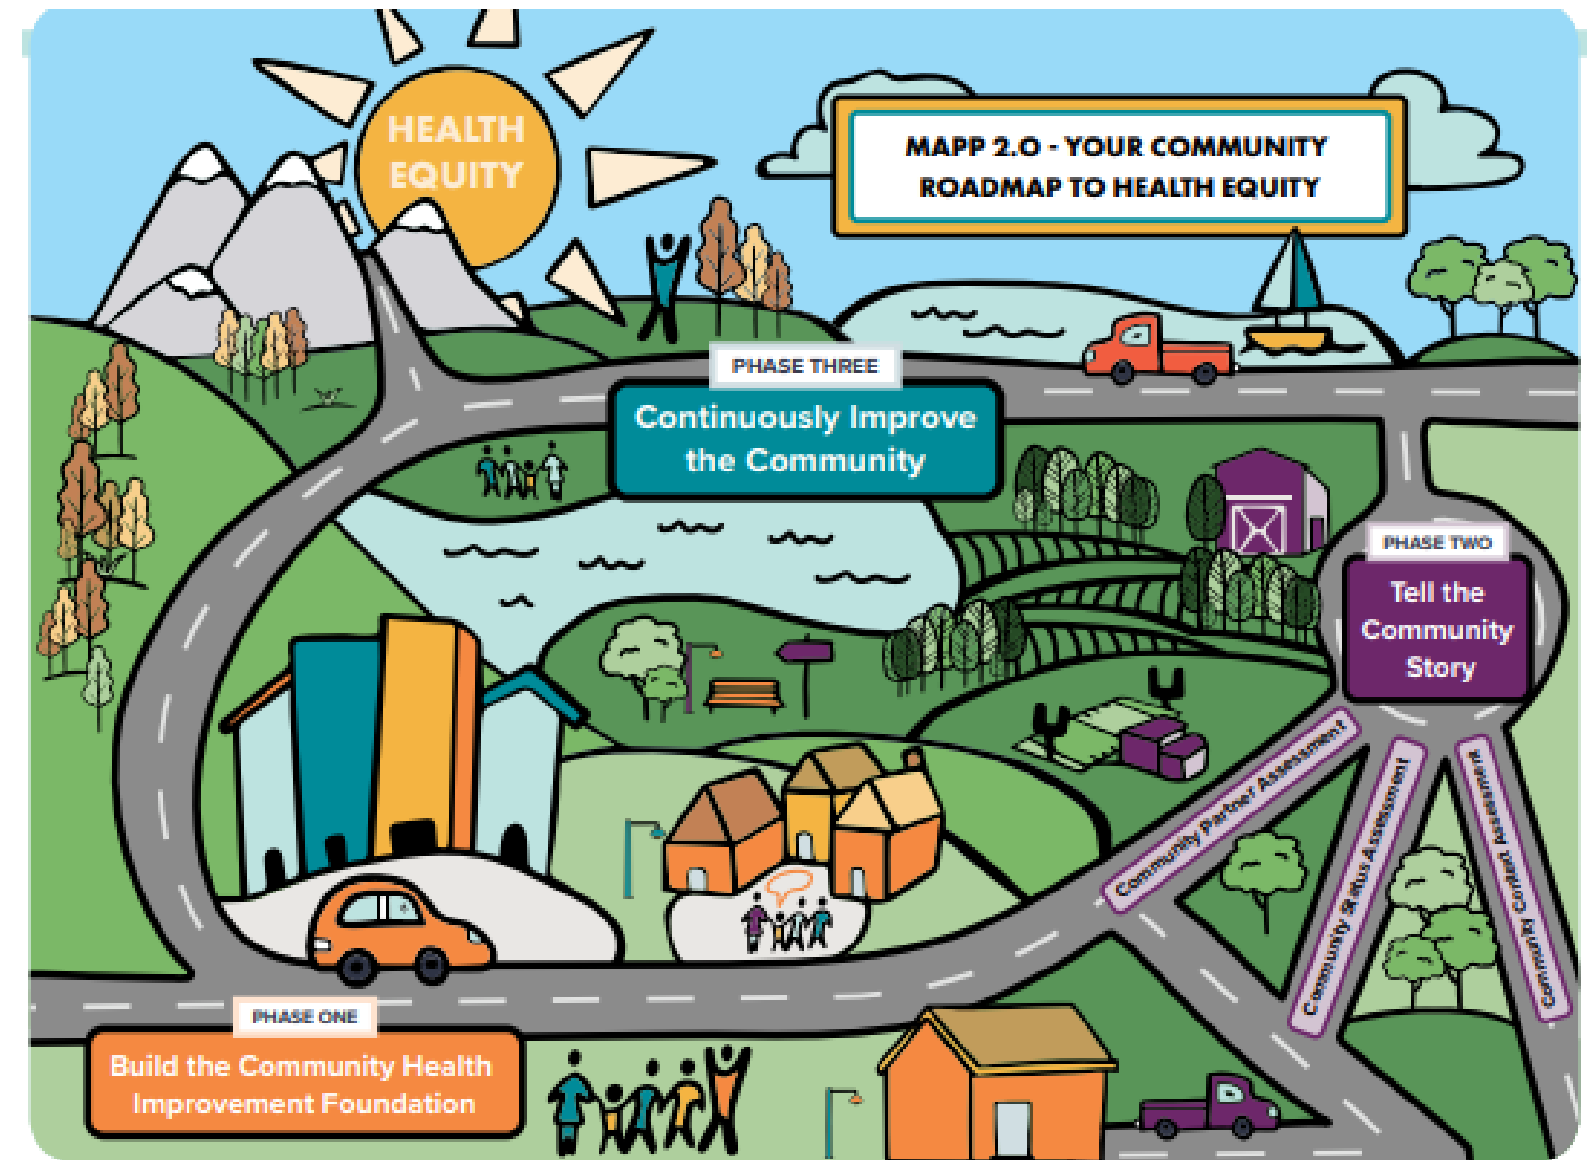 HEALTH
EQUITY
MAPP 2.0 - YOUR COMMUNITY
ROADMAP TO HEALTH EQUITY
PHASE THREE
Continuously Improve
the Community
PHASE TWO
Tell the
Community
Story
Community Partner Assessment
Community Status Assessment
Community Context Assessment
PHASE ONE
Build the Community Health
Improvement Foundation